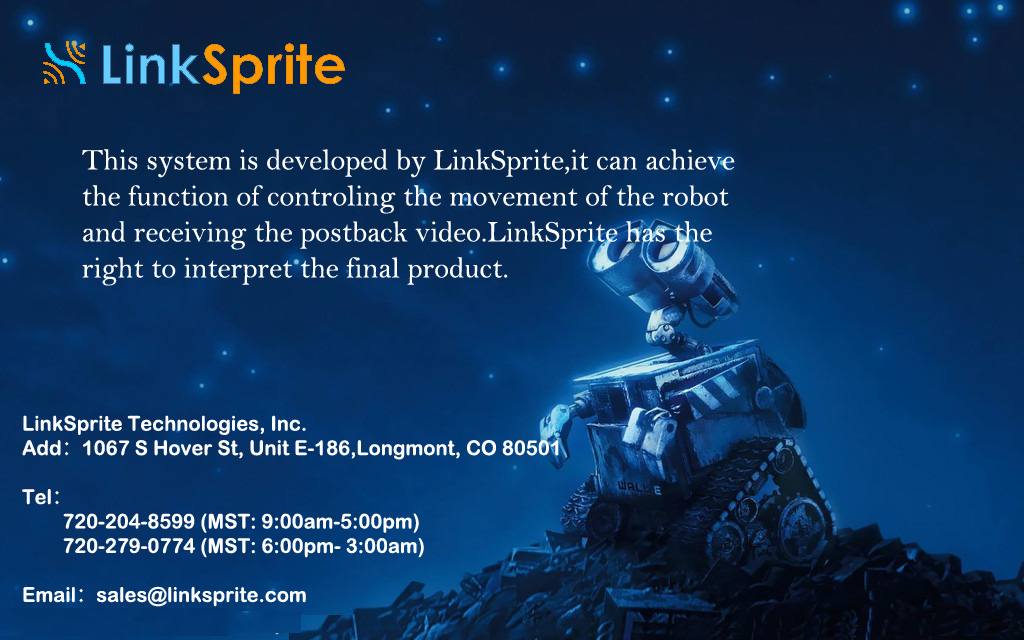 LinkSprite
This system is developed by LinkSprite,it can achieve
the function of controling the movement of the robot
and receiving the postback video.LinkSprite has the
right to interpret the final product.
LinkSprite Technologies, Inc.
Add：1067 S Hover St, Unit E-186,Longmont, CO 80501
Tel：
720-204-8599 (MST: 9:00am-5:00pm)
720-279-0774 (MST: 6:00pm- 3:00am)
Email：sales@linksprite.com
WALL E